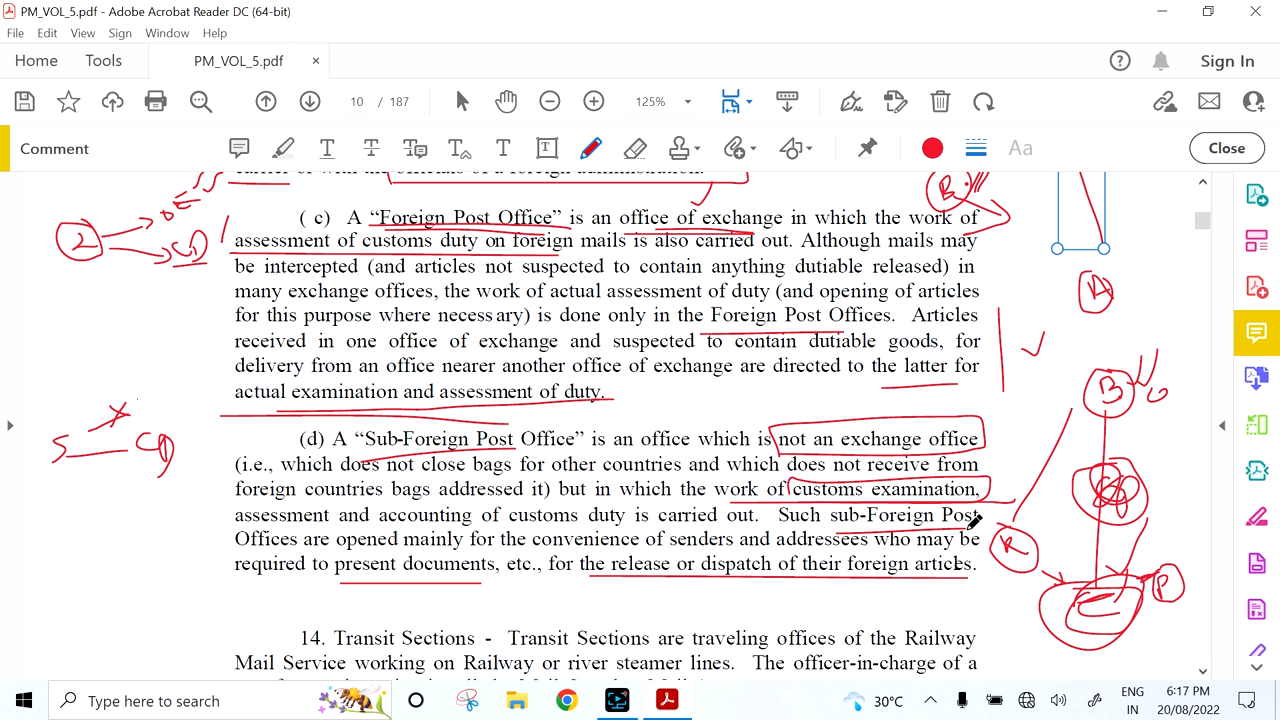 PM_VOL_5.pdf - Adobe Acrobat Reader DC (64-bit)
File Edit View Sign Window Help
Home Tools PM_VOL_5.pdf × Sign In
10 / 187 125%
Comment Close
carrier or with the officials of a foreign administration.
( c) A “Foreign Post Office” is an office of exchange in which the work of
assessment of customs duty on foreign mails is also carried out. Although mails may
be intercepted (and articles not suspected to contain anything dutiable released) in
many exchange offices, the work of actual assessment of duty (and opening of articles
for this purpose where necessary) is done only in the Foreign Post Offices. Articles
received in one office of exchange and suspected to contain dutiable goods, for
delivery from an office nearer another office of exchange are directed to the latter for
actual examination and assessment of duty.
(d) A “Sub-Foreign Post Office” is an office which is not an exchange office
(i.e., which does not close bags for other countries and which does not receive from
foreign countries bags addressed it) but in which the work of customs examination,
assessment and accounting of customs duty is carried out. Such sub-Foreign Post
Offices are opened mainly for the convenience of senders and addressees who may be
required to present documents, etc., for the release or dispatch of their foreign articles.
14. Transit Sections - Transit Sections are traveling offices of the Railway
Mail Service working on Railway or river steamer lines. The officer-in-charge of a
2
OE
CD
S
CD
R
A
B
R
C
P
Type here to search
30°C
ENG
IN
6:17 PM
20/08/2022